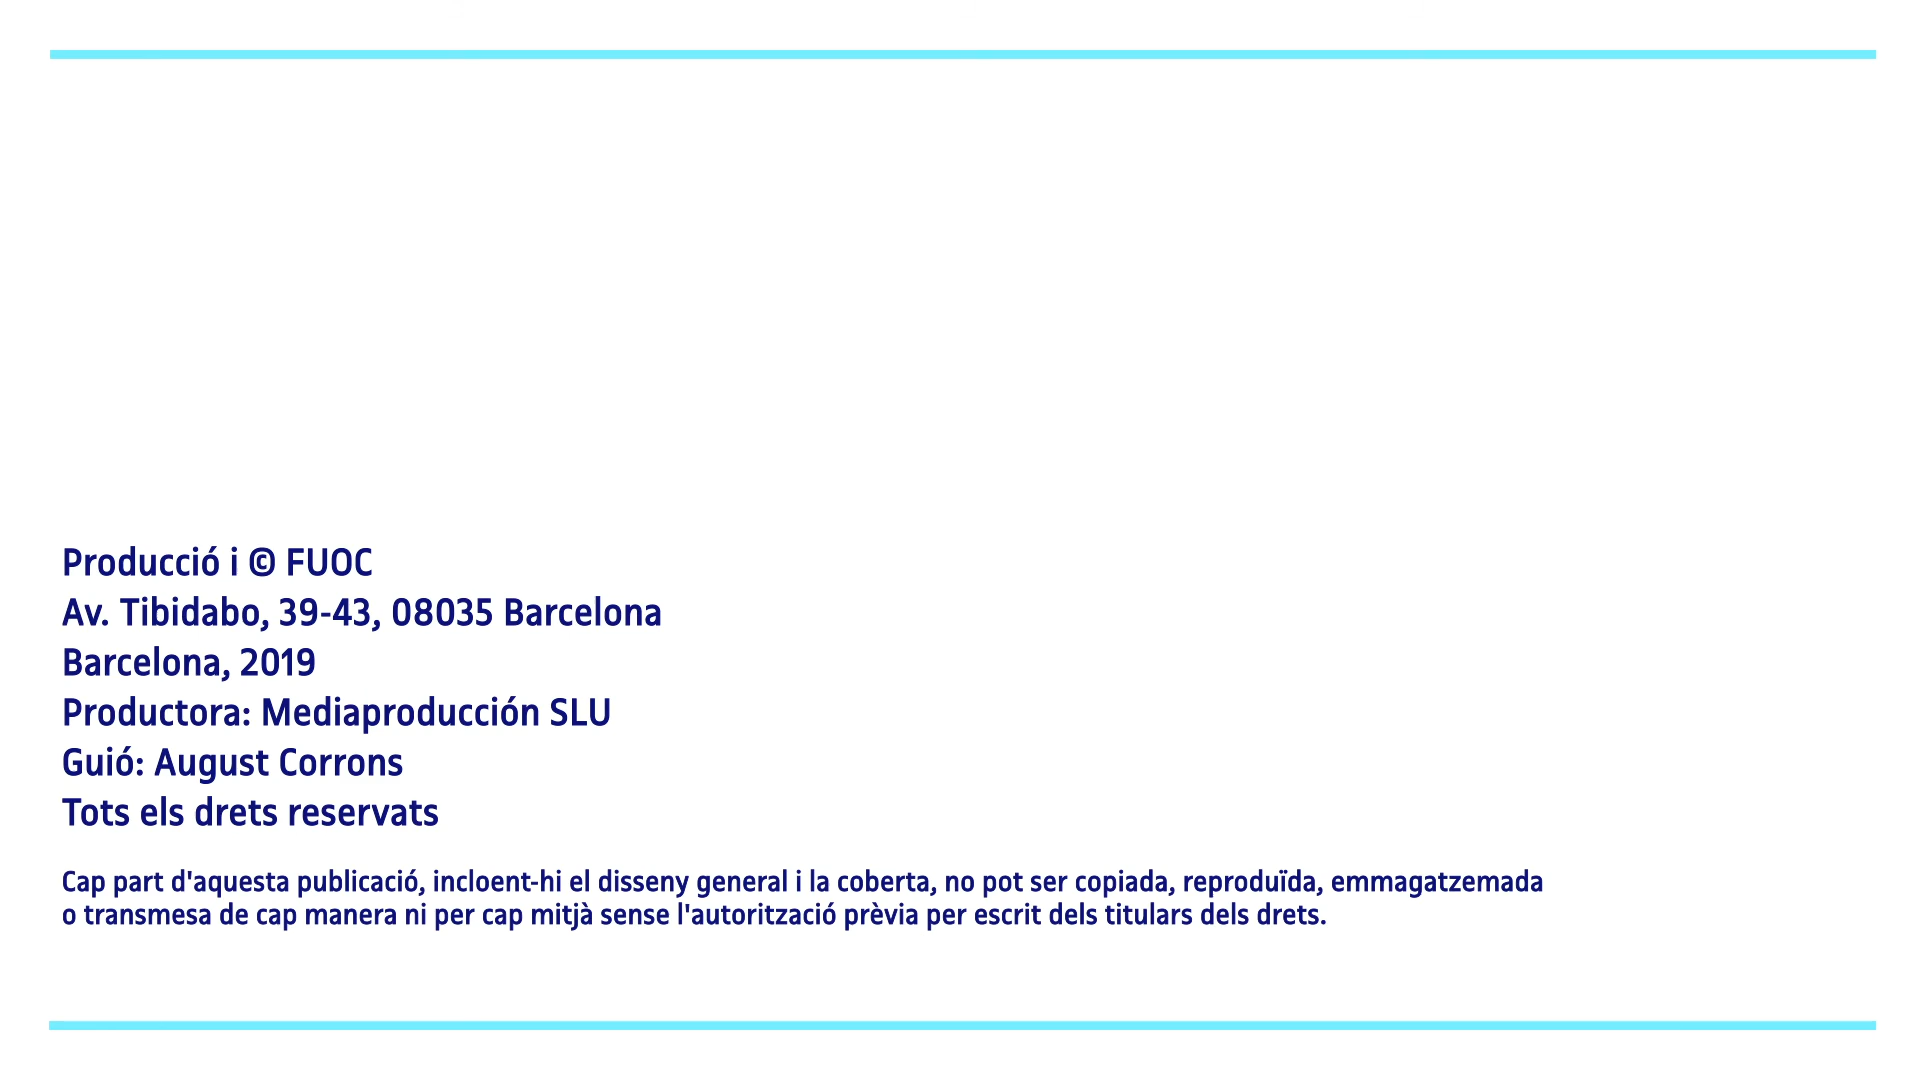 Producció i © FUOC
Av. Tibidabo, 39-43, 08035 Barcelona
Barcelona, 2019
Productora: Mediaproducción SLU
Guió: August Corrons
Tots els drets reservats
Cap part d'aquesta publicació, incloent-hi el disseny general i la coberta, no pot ser copiada, reproduïda, emmagatzemada
o transmesa de cap manera ni per cap mitjà sense l'autorització prèvia per escrit dels titulars dels drets.